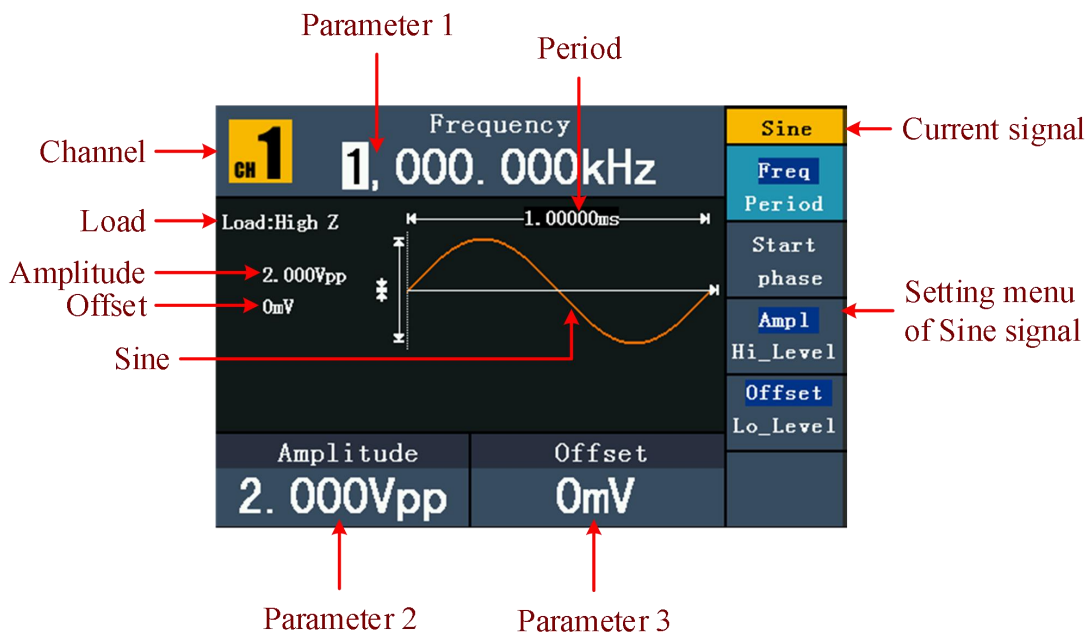 Parameter 1
Period
Channel
CH 1
Frequency
1, 000. 000kHz
Sine
Current signal
Freq
Period
Load
Load:High Z
1. 00000ms
Start
phase
Amplitude
2. 000Vpp
Offset
0mV
Ampl
Hi_Level
Setting menu
of Sine signal
Sine
Offset
Lo_Level
Amplitude
Offset
2. 000Vpp
0mV
Parameter 2
Parameter 3